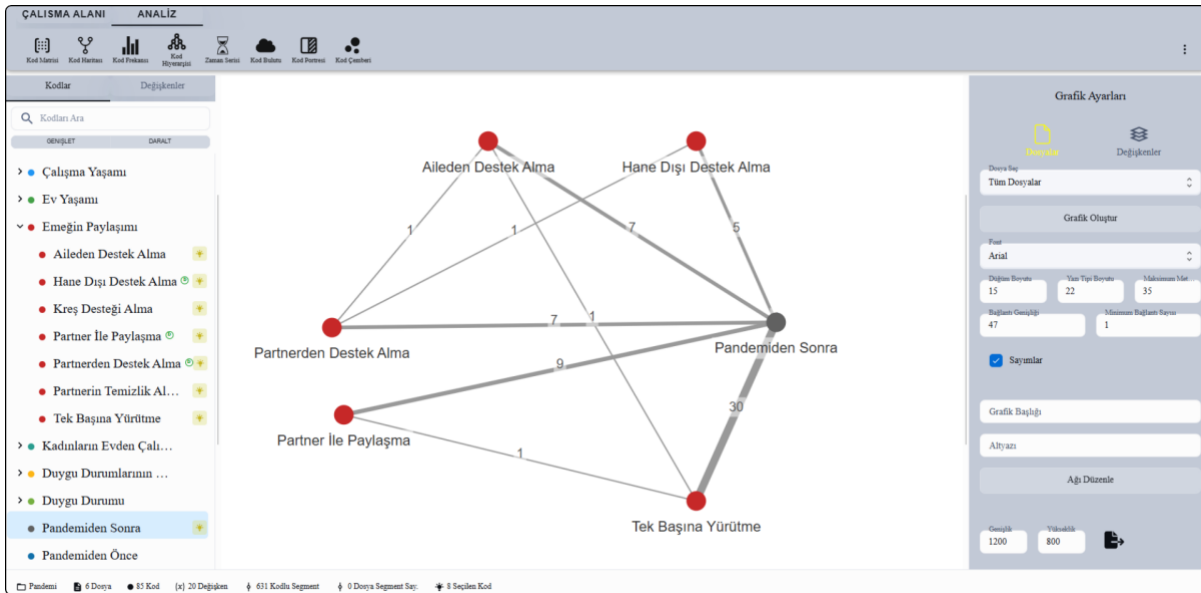 ÇALIŞMA ALANI ANALİZ
Kod Matrisi Kod Haritası Kod Frekansı Kod Hiyerarşisi Zaman Serisi Kod Bulutu Kod Portresi Kod Çemberi
Kodlar Değişkenler
Kodları Ara
GENİŞLET DARALT
Çalışma Yaşamı
Ev Yaşamı
Emeğin Paylaşımı
Aileden Destek Alma
Hane Dışı Destek Alma
Kreş Desteği Alma
Partner İle Paylaşma
Partnerden Destek Alma
Partnerin Temizlik Al...
Tek Başına Yürütme
Kadınların Evden Çalı...
Duygu Durumlarının ...
Duygu Durumu
Pandemiden Sonra
Pandemiden Önce
Aileden Destek Alma
Hane Dışı Destek Alma
1
1
7
5
7
1
Partnerden Destek Alma
Pandemiden Sonra
9
30
Partner İle Paylaşma
1
Tek Başına Yürütme
Grafik Ayarları
Dosyalar Değişkenler
Dosya Seç
Tüm Dosyalar
Grafik Oluştur
Font
Arial
Düğüm Boyutu Yazı Tipi Boyutu Maksimum Met...
15 22 35
Bağlantı Genişliği Minimum Bağlantı Sayısı
47 1
Sayımlar
Grafik Başlığı
Altyazı
Ağı Düzenle
Genişlik Yükseklik
1200 800
Pandemi 6 Dosya 85 Kod {x} 20 Değişken 631 Kodlu Segment 0 Dosya Segment Say. 8 Seçilen Kod